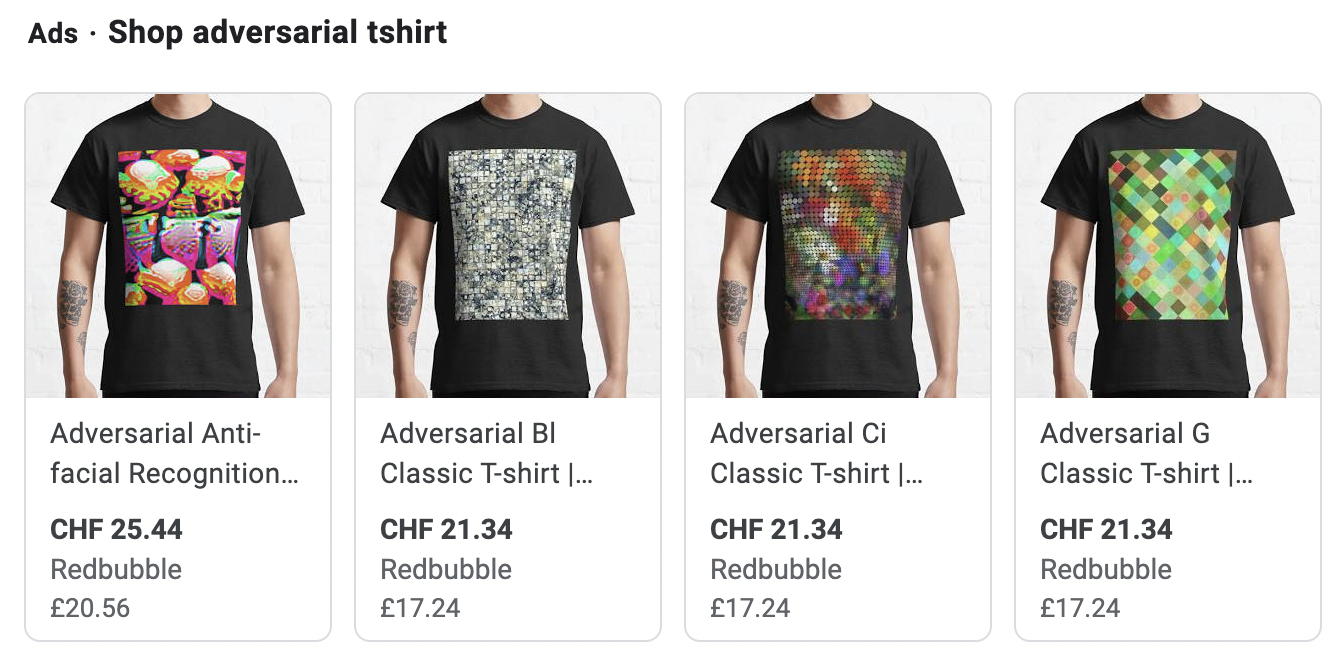 Ads · Shop adversarial tshirt
Adversarial Anti-
facial Recognition...
CHF 25.44
Redbubble
£20.56
Adversarial Bl
Classic T-shirt |...
CHF 21.34
Redbubble
£17.24
Adversarial Ci
Classic T-shirt |...
CHF 21.34
Redbubble
£17.24
Adversarial G
Classic T-shirt |...
CHF 21.34
Redbubble
£17.24